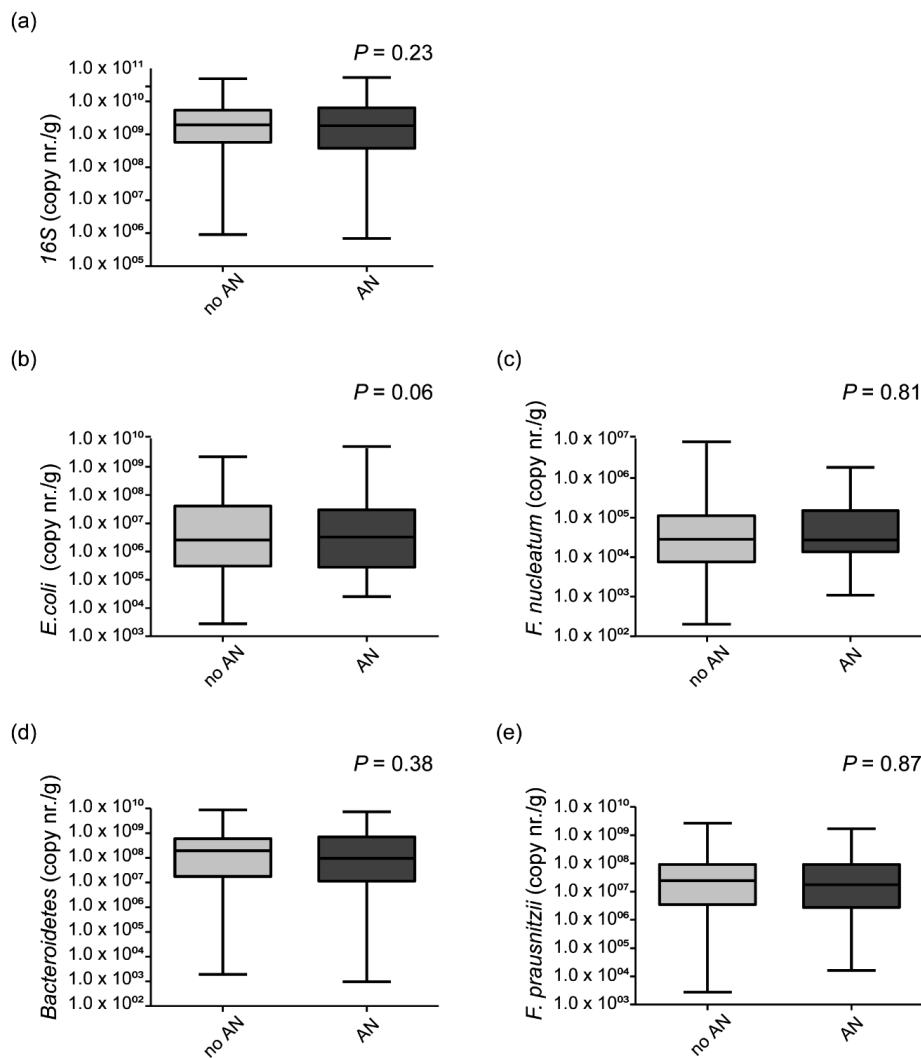 (a)
P = 0.23
16S (copy nr./g)
1.0 x 10¹¹
1.0 x 10¹⁰
1.0 x 10⁰⁹
1.0 x 10⁰⁸
1.0 x 10⁰⁷
1.0 x 10⁰⁶
1.0 x 10⁰⁵
no AN
AN
(b)
P = 0.06
E.coli (copy nr./g)
1.0 x 10¹⁰
1.0 x 10⁰⁹
1.0 x 10⁰⁸
1.0 x 10⁰⁷
1.0 x 10⁰⁶
1.0 x 10⁰⁵
1.0 x 10⁰⁴
1.0 x 10⁰³
no AN
AN
(c)
P = 0.81
F. nucleatum (copy nr./g)
1.0 x 10⁰⁷
1.0 x 10⁰⁶
1.0 x 10⁰⁵
1.0 x 10⁰⁴
1.0 x 10⁰³
1.0 x 10⁰²
no AN
AN
(d)
P = 0.38
Bacteroidetes (copy nr./g)
1.0 x 10¹⁰
1.0 x 10⁰⁹
1.0 x 10⁰⁸
1.0 x 10⁰⁷
1.0 x 10⁰⁶
1.0 x 10⁰⁵
1.0 x 10⁰⁴
1.0 x 10⁰³
1.0 x 10⁰²
no AN
AN
(e)
P = 0.87
F. prausnitzii (copy nr./g)
1.0 x 10¹⁰
1.0 x 10⁰⁹
1.0 x 10⁰⁸
1.0 x 10⁰⁷
1.0 x 10⁰⁶
1.0 x 10⁰⁵
1.0 x 10⁰⁴
1.0 x 10⁰³
no AN
AN